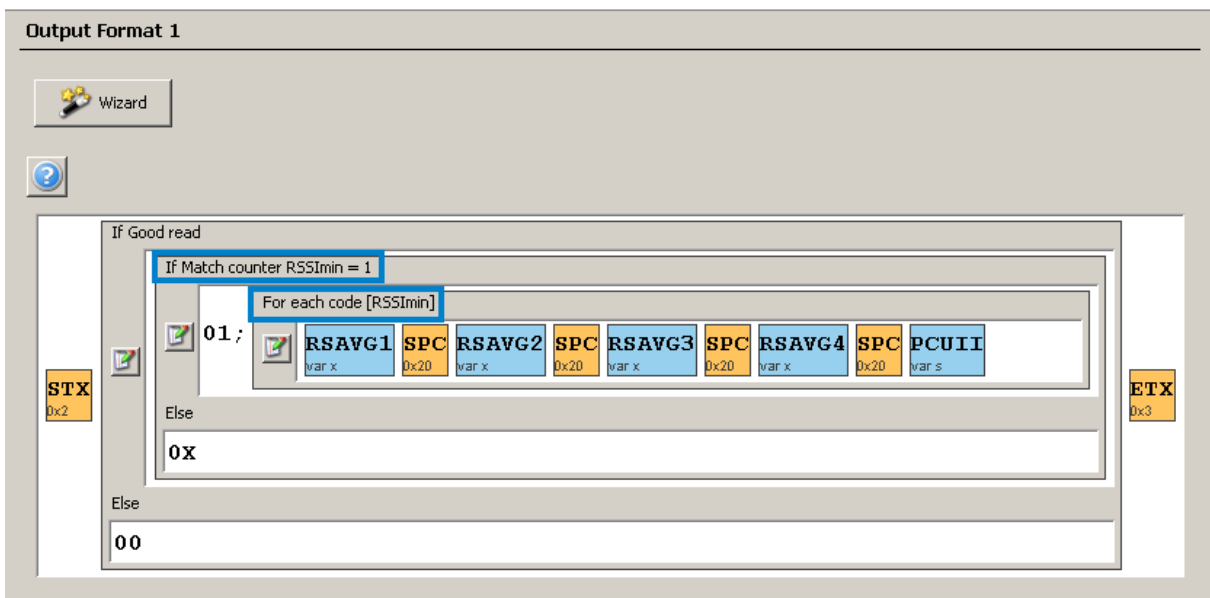 Output Format 1
Wizard
If Good read
If Match counter RSSImin = 1
For each code [RSSImin]
01;
RSAVG1 SPC RSAVG2 SPC RSAVG3 SPC RSAVG4 SPC PCUII
var x 0x20 var x 0x20 var x 0x20 var x 0x20 var s
STX
0x2
ETX
0x3
Else
0X
Else
00